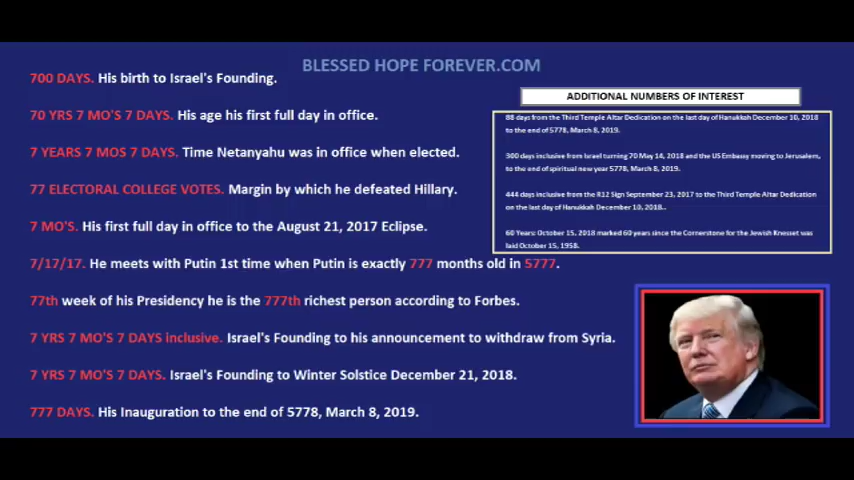 BLESSED HOPE FOREVER.COM
700 DAYS. His birth to Israel's Founding.
70 YRS 7 MO'S 7 DAYS. His age his first full day in office.
7 YEARS 7 MOS 7 DAYS. Time Netanyahu was in office when elected.
77 ELECTORAL COLLEGE VOTES. Margin by which he defeated Hillary.
7 MO'S. His first full day in office to the August 21, 2017 Eclipse.
7/17/17. He meets with Putin 1st time when Putin is exactly 777 months old in 5777.
77th week of his Presidency he is the 777th richest person according to Forbes.
7 YRS 7 MO'S 7 DAYS inclusive. Israel's Founding to his announcement to withdraw from Syria.
7 YRS 7 MO'S 7 DAYS. Israel's Founding to Winter Solstice December 21, 2018.
777 DAYS. His Inauguration to the end of 5778, March 8, 2019.
ADDITIONAL NUMBERS OF INTEREST
88 days from the Third Temple Altar Dedication on the last day of Hanukkah December 10, 2018
to the end of 5778, March 8, 2019.
300 days inclusive from Israel turning 70 May 14, 2018 and the US Embassy moving to Jerusalem,
to the end of spiritual new year 5778, March 8, 2019.
444 days inclusive from the R12 Sign September 23, 2017 to the Third Temple Altar Dedication
on the last day of Hanukkah December 10, 2018..
60 Years: October 15, 2018 marked 60 years since the Cornerstone for the Jewish Knesset was
laid October 15, 1958.